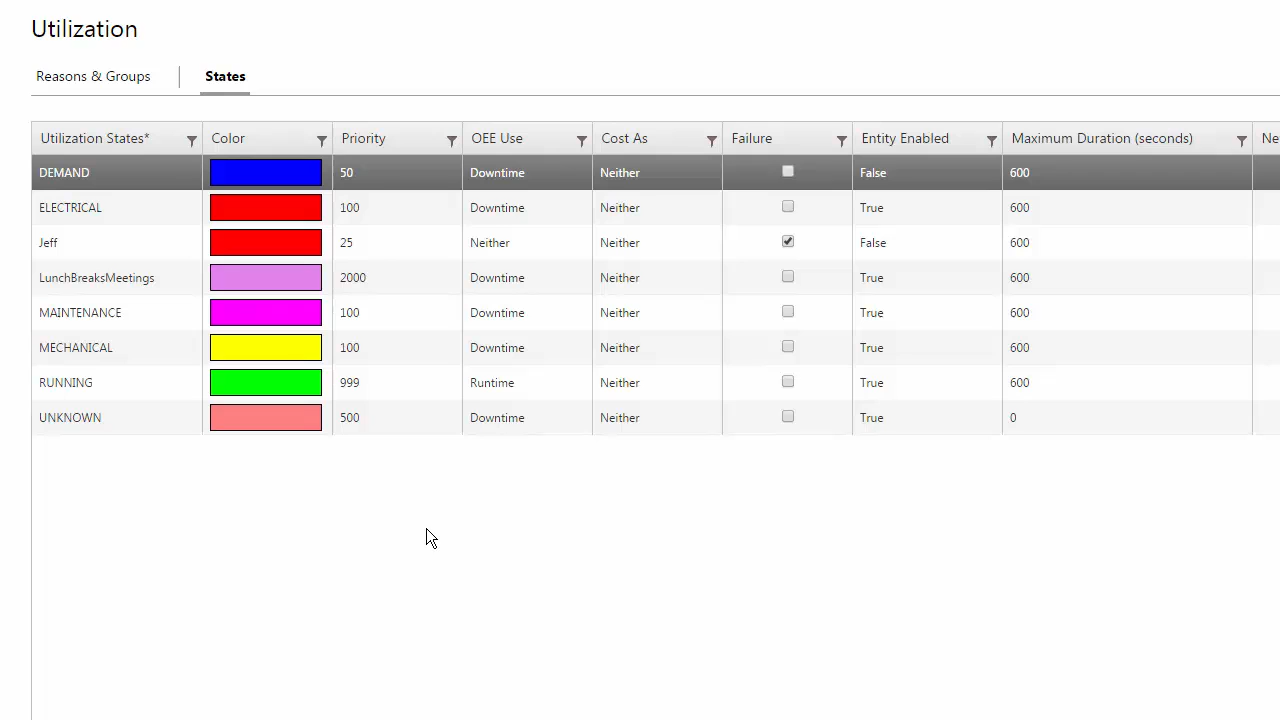 Utilization
Reasons & Groups States
Utilization States* Color Priority OEE Use Cost As Failure Entity Enabled Maximum Duration (seconds) Ne
DEMAND 50 Downtime Neither False 600
ELECTRICAL 100 Downtime Neither True 600
Jeff 25 Neither Neither False 600
LunchBreaksMeetings 2000 Downtime Neither True 600
MAINTENANCE 100 Downtime Neither True 600
MECHANICAL 100 Downtime Neither True 600
RUNNING 999 Runtime Neither True 600
UNKNOWN 500 Downtime Neither True 0